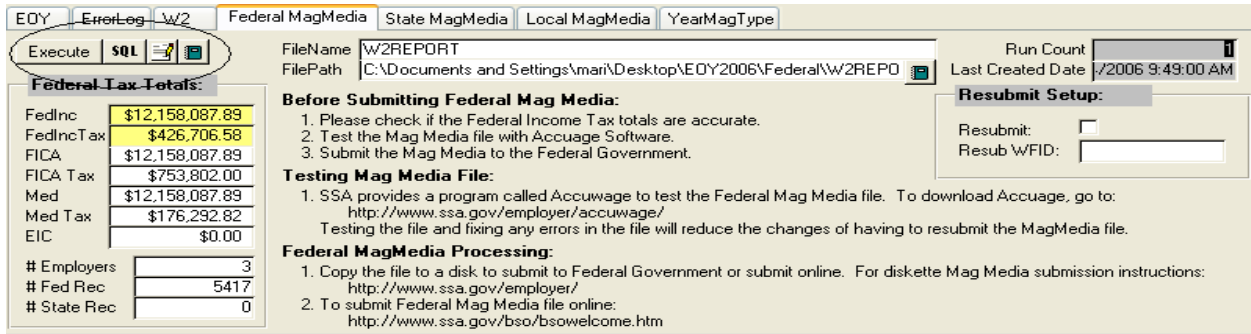 EOY ErrorLog W2 Federal MagMedia State MagMedia Local MagMedia YearMagType
Execute SQL
FileName W2REPORT
FilePath C:\Documents and Settings\mari\Desktop\EOY2006\Federal\W2REPO
Run Count 1
Last Created Date /2006 9:49:00 AM
Federal Tax Totals:
FedInc $12,158,087.89
FedIncTax $426,706.58
FICA $12,158,087.89
FICA Tax $753,802.00
Med $12,158,087.89
Med Tax $176,292.82
EIC $0.00
# Employers 3
# Fed Rec 5417
# State Rec 0
Before Submitting Federal Mag Media:
1. Please check if the Federal Income Tax totals are accurate.
2. Test the Mag Media file with Accuage Software.
3. Submit the Mag Media to the Federal Government.
Testing Mag Media File:
1. SSA provides a program called Accuwage to test the Federal Mag Media file. To download Accuage, go to:
http://www.ssa.gov/employer/accuwage/
Testing the file and fixing any errors in the file will reduce the changes of having to resubmit the MagMedia file.
Federal MagMedia Processing:
1. Copy the file to a disk to submit to Federal Government or submit online. For diskette Mag Media submission instructions:
http://www.ssa.gov/employer/
2. To submit Federal Mag Media file online:
http://www.ssa.gov/bso/bsowelcome.htm
Resubmit Setup:
Resubmit:
Resub WFID: